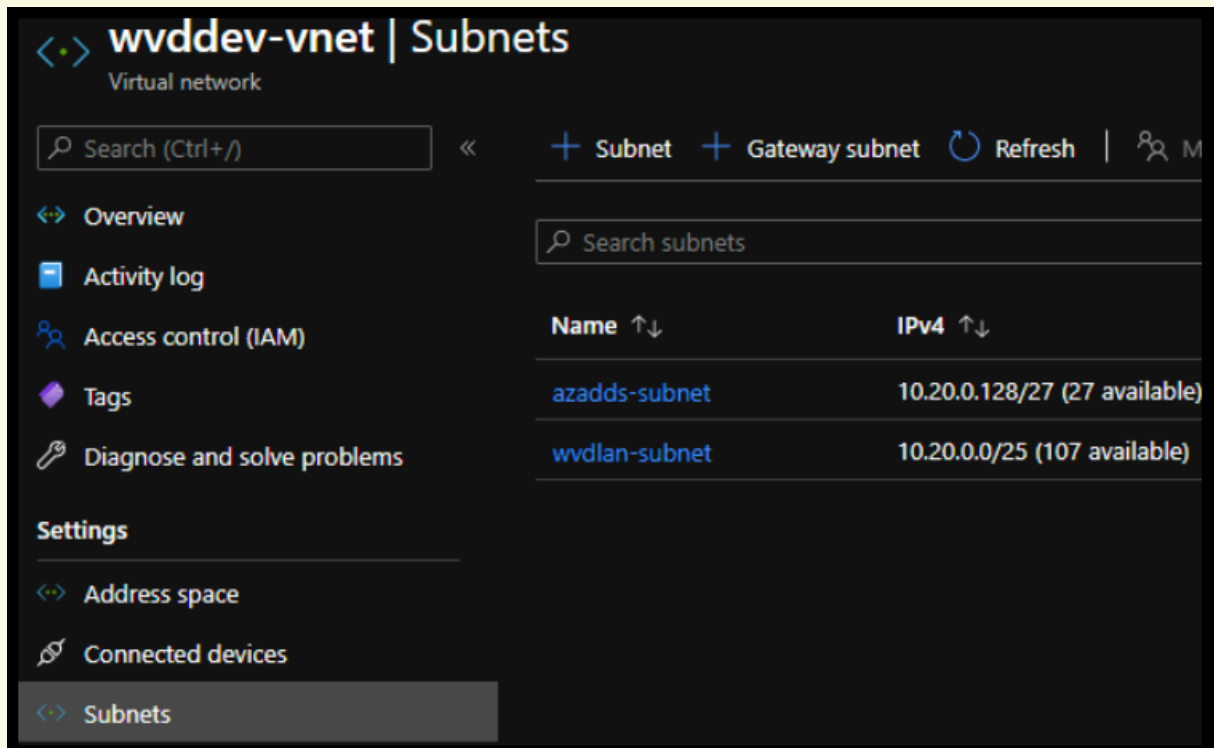 wvddev-vnet | Subnets
Virtual network
Search (Ctrl+/)
«
+ Subnet + Gateway subnet Refresh | M
Overview
Activity log
Access control (IAM)
Tags
Diagnose and solve problems
Settings
Address space
Connected devices
Subnets
Search subnets
Name ↑↓ IPv4 ↑↓
azadds-subnet 10.20.0.128/27 (27 available)
wvdlan-subnet 10.20.0.0/25 (107 available)